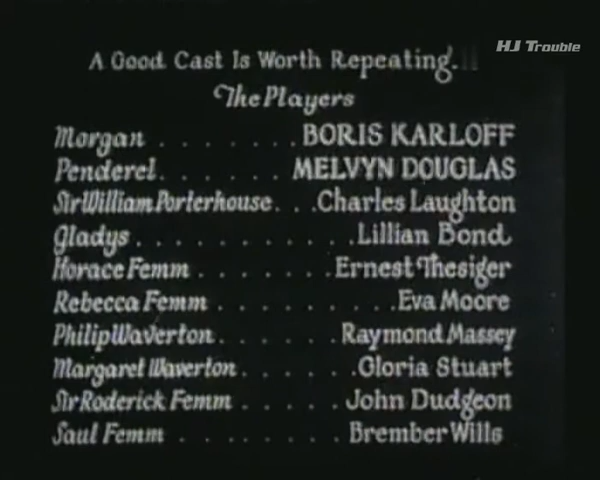 HJ Trouble
A Good Cast Is Worth Repeating.
The Players
Morgan . . . . . . . BORIS KARLOFF
Penderel . . . . . . MELVYN DOUGLAS
Sir William Porterhouse . . . Charles Laughton
Gladys . . . . . . . . . . . Lillian Bond
Horace Femm . . . . . . . Ernest Thesiger
Rebecca Femm . . . . . . . . . . Eva Moore
Philip Waverton . . . . . . Raymond Massey
Margaret Waverton . . . . . . Gloria Stuart
Sir Roderick Femm . . . . . John Dudgeon
Saul Femm . . . . . . . . Brember Wills